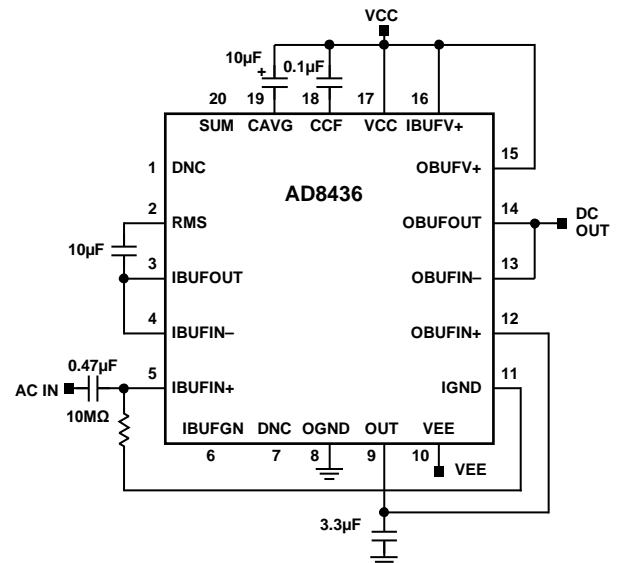 VCC
10µF
+
0.1µF
20 19 18 17 16
SUM CAVG CCF VCC IBUFV+
15
OBUFV+
1
DNC
AD8436
2
RMS
14
OBUFOUT
DC
OUT
10µF
3
IBUFOUT
13
OBUFIN–
4
IBUFIN–
12
OBUFIN+
0.47µF
AC IN
5
IBUFIN+
11
IGND
10MΩ
IBUFGN DNC OGND OUT VEE
6 7 8 9 10
VEE
3.3µF